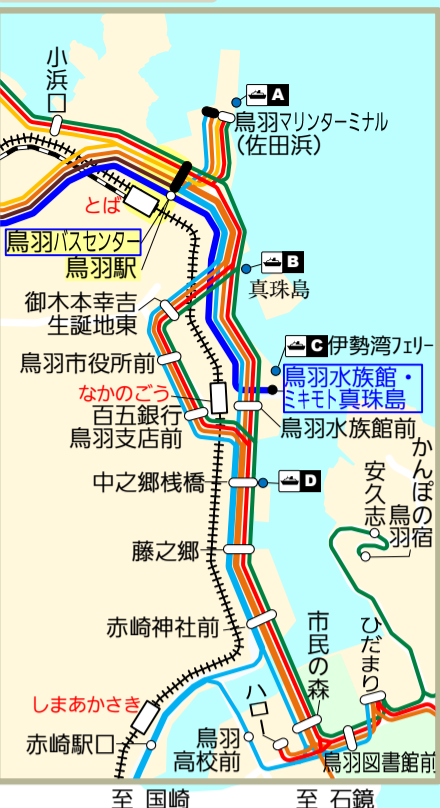 小浜口
A
鳥羽マリンターミナル
(佐田浜)
とば
鳥羽バスセンター
鳥羽駅
B
真珠島
御木本幸吉
生誕地東
C 伊勢湾フェリー
鳥羽市役所前
鳥羽水族館・
ミキモト真珠島
なかのごう
百五銀行
鳥羽支店前
鳥羽水族館前
中之郷桟橋
D
かんぽの宿
鳥羽
安久志
藤之郷
赤崎神社前
市民の森
ひだまり
しまあかさき
ハロー
赤崎駅口
鳥羽
高校前
鳥羽図書館前
至 国崎
至 石鏡